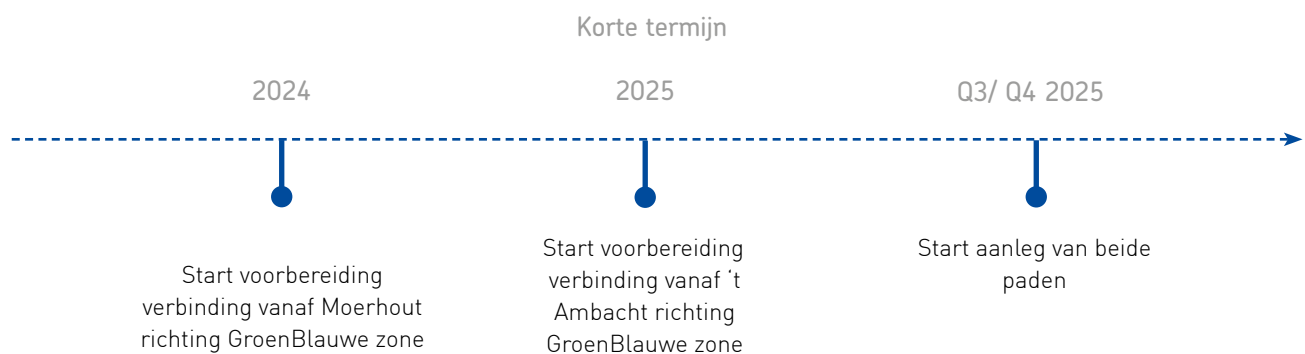 Korte termijn
2024
2025
Q3/ Q4 2025
Start voorbereiding
verbinding vanaf Moerhout
richting GroenBlauwe zone
Start voorbereiding
verbinding vanaf ‘t
Ambacht richting
GroenBlauwe zone
Start aanleg van beide
paden